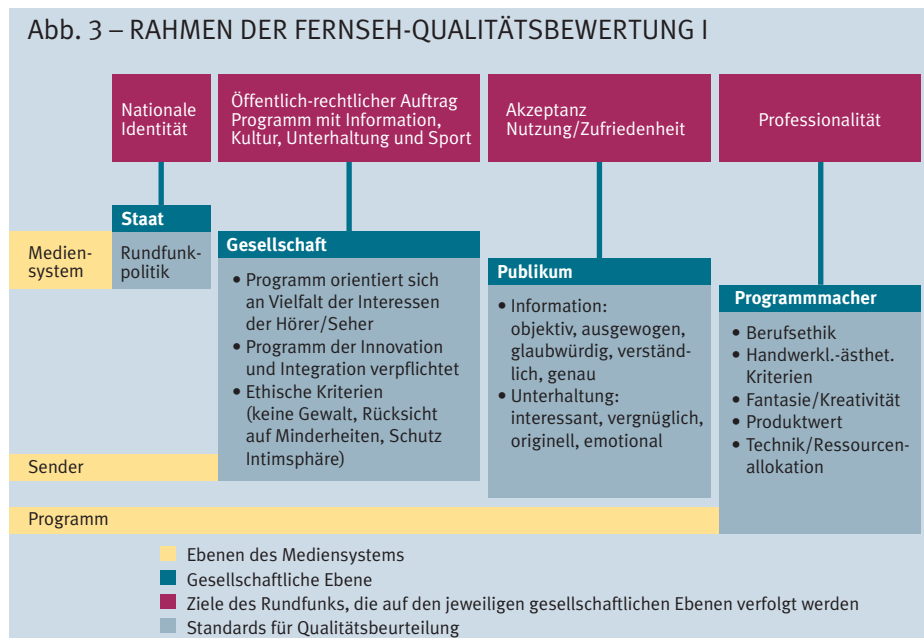 Abb. 3 – RAHMEN DER FERNSEH-QUALITÄTSBEWERTUNG I
Nationale
Identität
Öffentlich-rechtlicher Auftrag
Programm mit Information,
Kultur, Unterhaltung und Sport
Akzeptanz
Nutzung/Zufriedenheit
Professionalität
Staat
Medien-
system
Rundfunk-
politik
Gesellschaft
• Programm orientiert sich
an Vielfalt der Interessen
der Hörer/Seher
• Programm der Innovation
und Integration verpflichtet
• Ethische Kriterien
(keine Gewalt, Rücksicht
auf Minderheiten, Schutz
Intimsphäre)
Publikum
• Information:
objektiv, ausgewogen,
glaubwürdig, verständ-
lich, genau
• Unterhaltung:
interessant, vergnüglich,
originell, emotional
Programmmacher
• Berufsethik
• Handwerkl.-ästhet.
Kriterien
• Fantasie/Kreativität
• Produktwert
• Technik/Ressourcen-
allokation
Sender
Programm
Ebenen des Mediensystems
Gesellschaftliche Ebene
Ziele des Rundfunks, die auf den jeweiligen gesellschaftlichen Ebenen verfolgt werden
Standards für Qualitätsbeurteilung